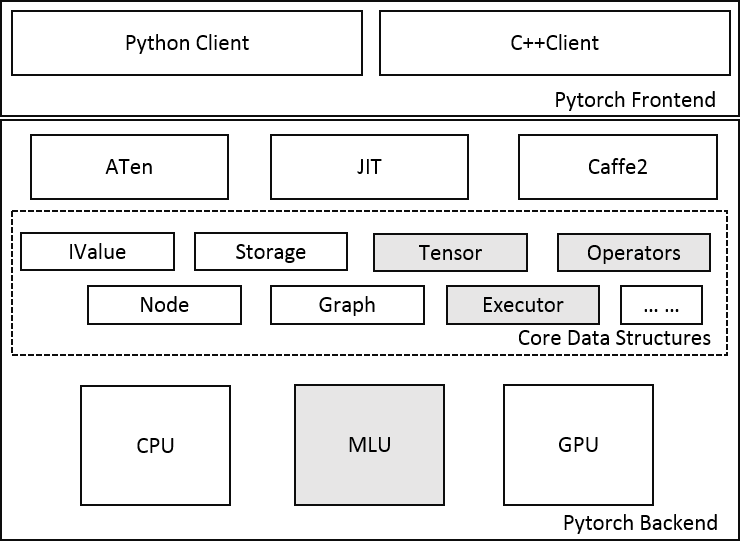 Python Client
C++Client
Pytorch Frontend
ATen
JIT
Caffe2
IValue
Storage
Tensor
Operators
Node
Graph
Executor
... ...
Core Data Structures
CPU
MLU
GPU
Pytorch Backend